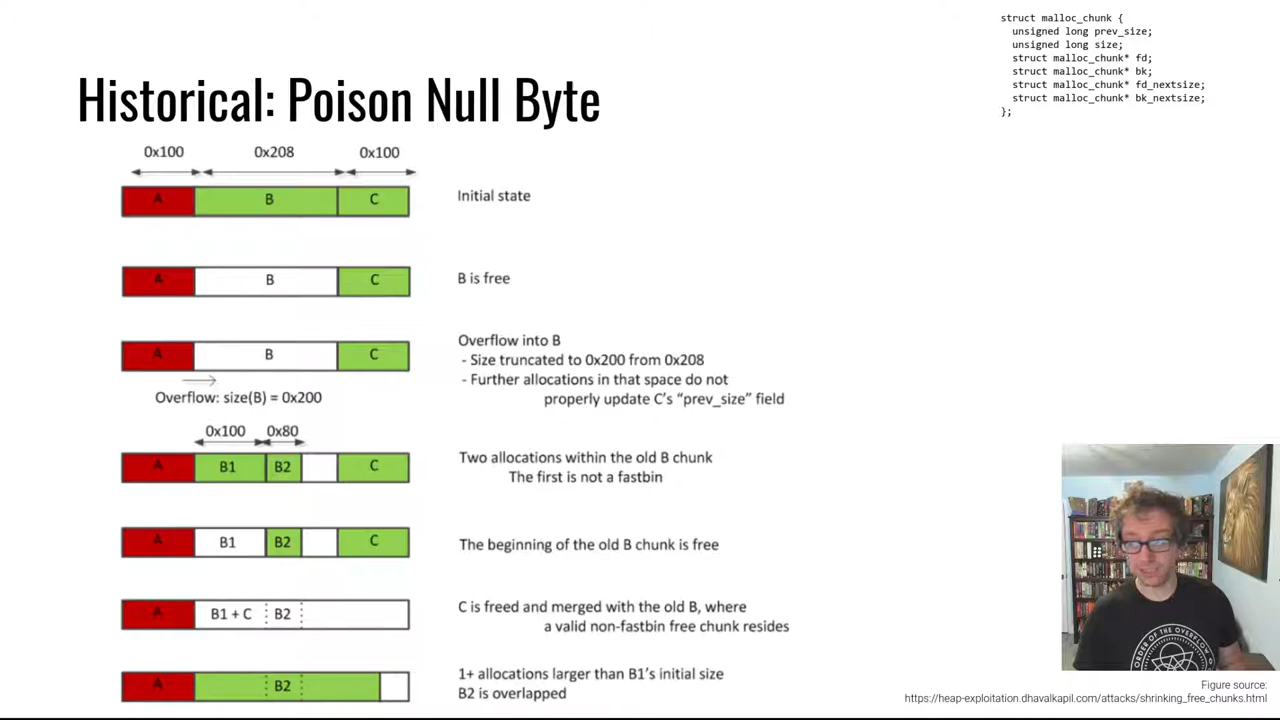 struct malloc_chunk {
unsigned long prev_size;
unsigned long size;
struct malloc_chunk* fd;
struct malloc_chunk* bk;
struct malloc_chunk* fd_nextsize;
struct malloc_chunk* bk_nextsize;
};
Historical: Poison Null Byte
0x100 0x208 0x100
A B C Initial state
A B C B is free
A B C
Overflow into B
- Size truncated to 0x200 from 0x208
- Further allocations in that space do not
properly update C's "prev_size" field
Overflow: size(B) = 0x200
0x100 0x80
A B1 B2 C
Two allocations within the old B chunk
The first is not a fastbin
A B1 B2 C The beginning of the old B chunk is free
A B1 + C B2
C is freed and merged with the old B, where
a valid non-fastbin free chunk resides
A B2
1+ allocations larger than B1's initial size
B2 is overlapped
ORDER OF THE OVERFLOW
Figure source:
https://heap-exploitation.dhavalkapil.com/attacks/shrinking_free_chunks.html